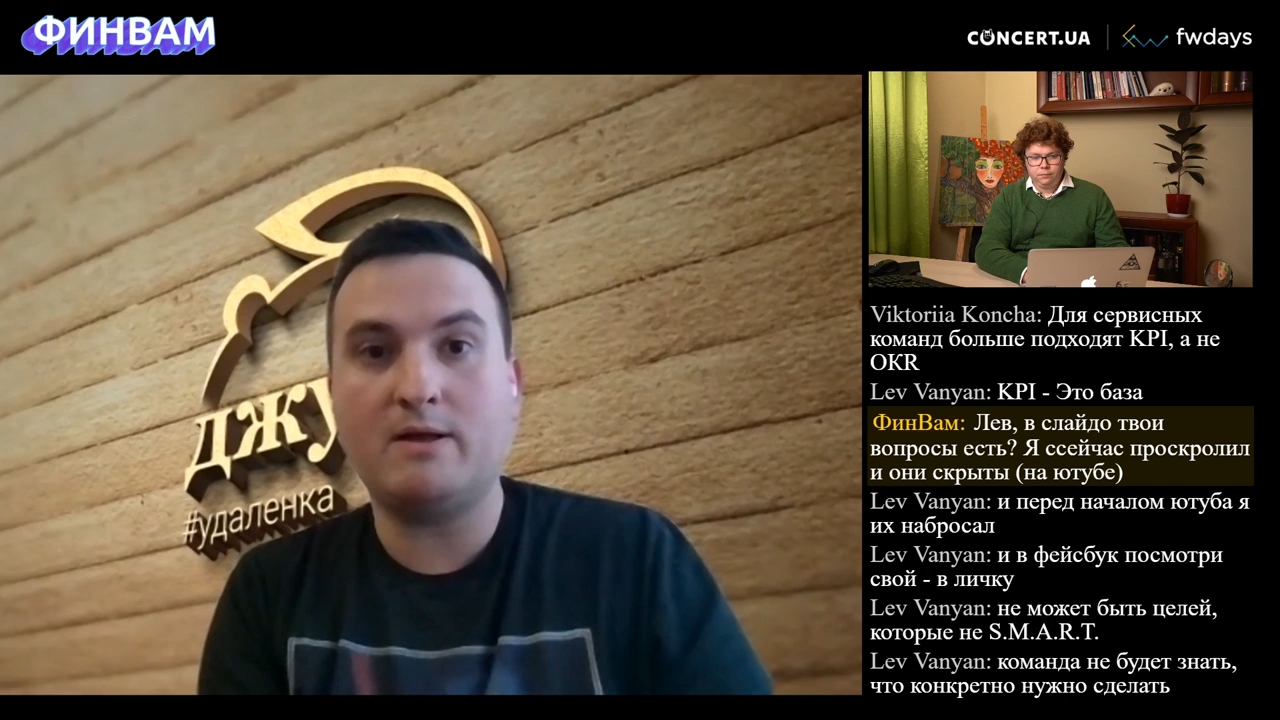 ФИНВАМ
CONCERT.UA
fwdays
джу
#удаленка
Viktoriia Koncha: Для сервисных
команд больше подходят KPI, а не
OKR
Lev Vanyan: KPI - Это база
ФинВам: Лев, в слайдо твои
вопросы есть? Я ссейчас проскролил
и они скрыты (на ютубе)
Lev Vanyan: и перед началом ютуба я
их набросал
Lev Vanyan: и в фейсбук посмотри
свой - в личку
Lev Vanyan: не может быть целей,
которые не S.M.A.R.T.
Lev Vanyan: команда не будет знать,
что конкретно нужно сделать